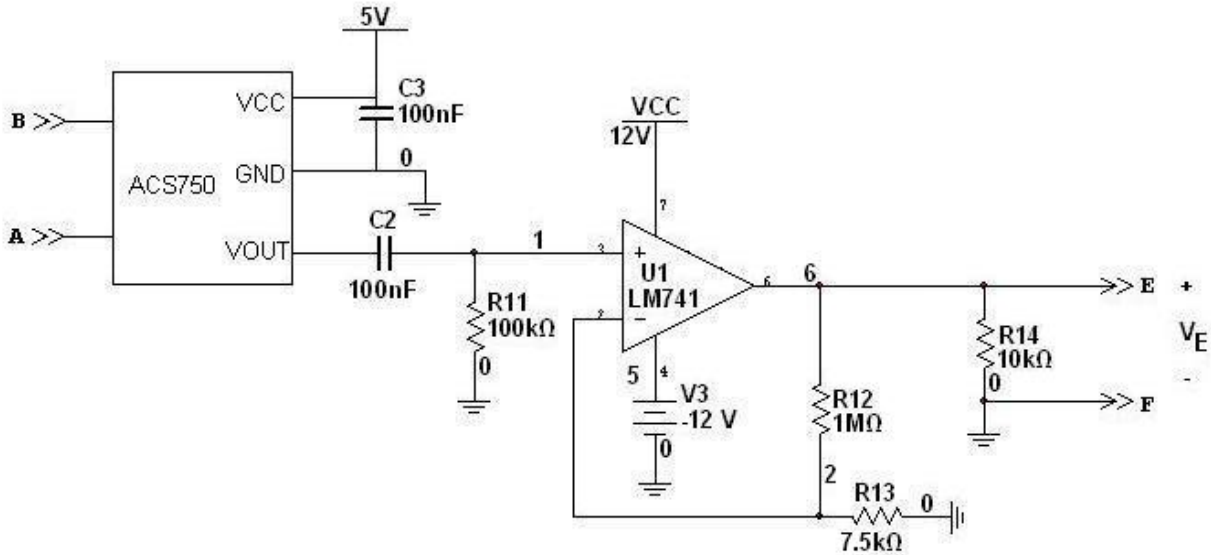 5V
VCC
C3
100nF
B
GND
0
ACS750
A
VOUT
C2
100nF
R11
100kΩ
0
1
VCC
12V
7
3
+
U1
LM741
2
−
6
6
5
4
V3
-12 V
0
R12
1MΩ
2
R13
0
7.5kΩ
R14
10kΩ
0
E
+
VE
-
F